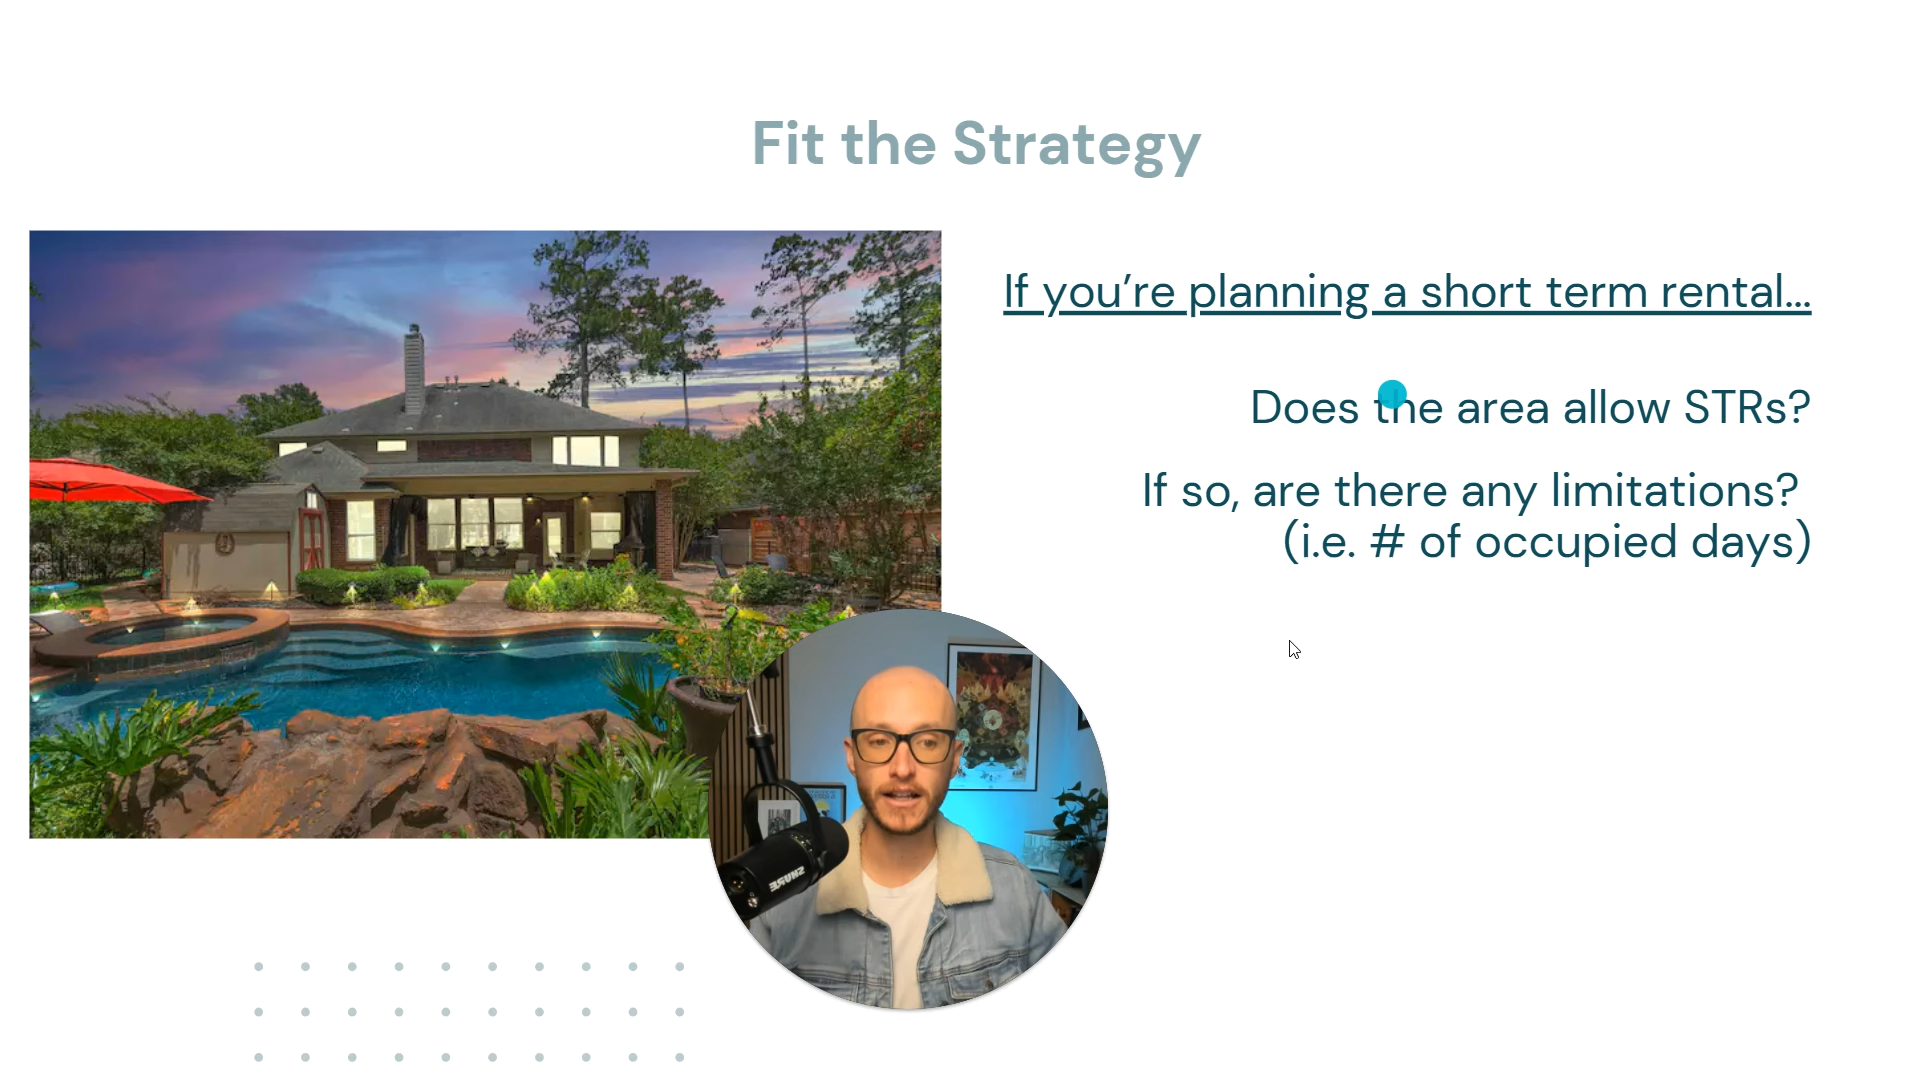 Fit the Strategy
If you’re planning a short term rental...
Does the area allow STRs?
If so, are there any limitations?
(i.e. # of occupied days)
SHURE